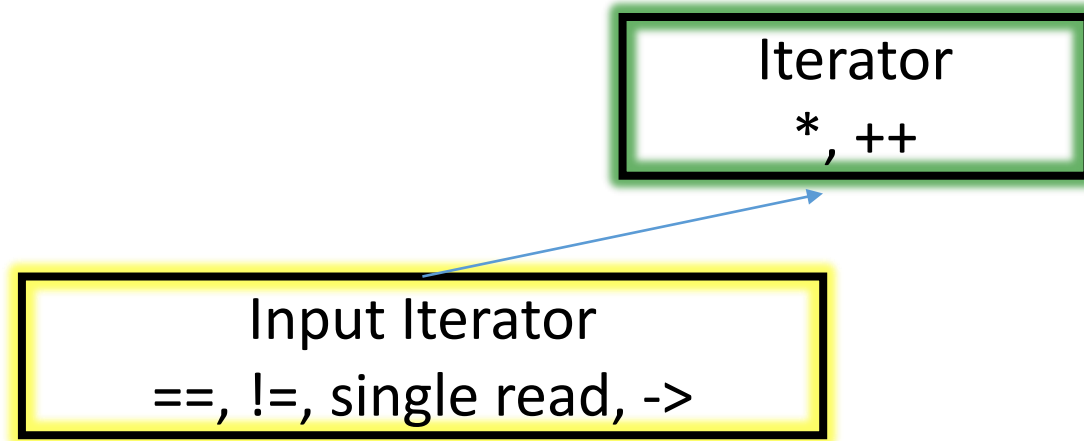 Iterator
*, ++
Input Iterator
==, !=, single read, ->